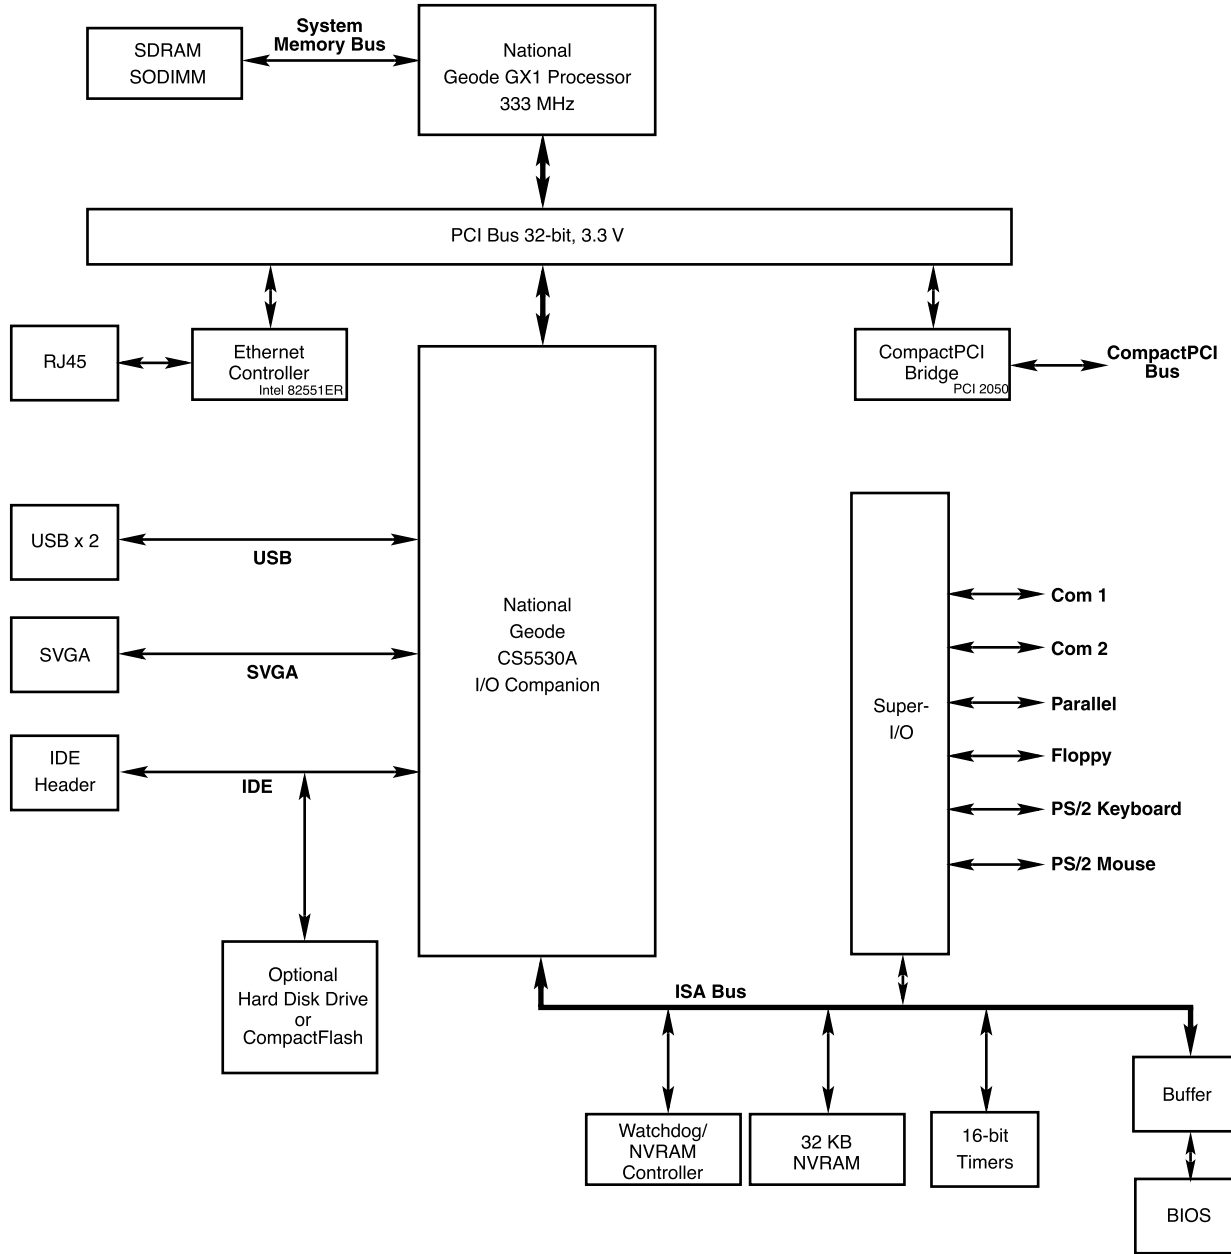 System
Memory Bus
SDRAM
SODIMM
National
Geode GX1 Processor
333 MHz
PCI Bus 32-bit, 3.3 V
RJ45
Ethernet
Controller
Intel 82551ER
CompactPCI
Bridge
PCI 2050
CompactPCI
Bus
USB x 2
USB
SVGA
SVGA
IDE
Header
IDE
National
Geode
CS5530A
I/O Companion
Super-
I/O
Com 1
Com 2
Parallel
Floppy
PS/2 Keyboard
PS/2 Mouse
Optional
Hard Disk Drive
or
CompactFlash
ISA Bus
Watchdog/
NVRAM
Controller
32 KB
NVRAM
16-bit
Timers
Buffer
BIOS